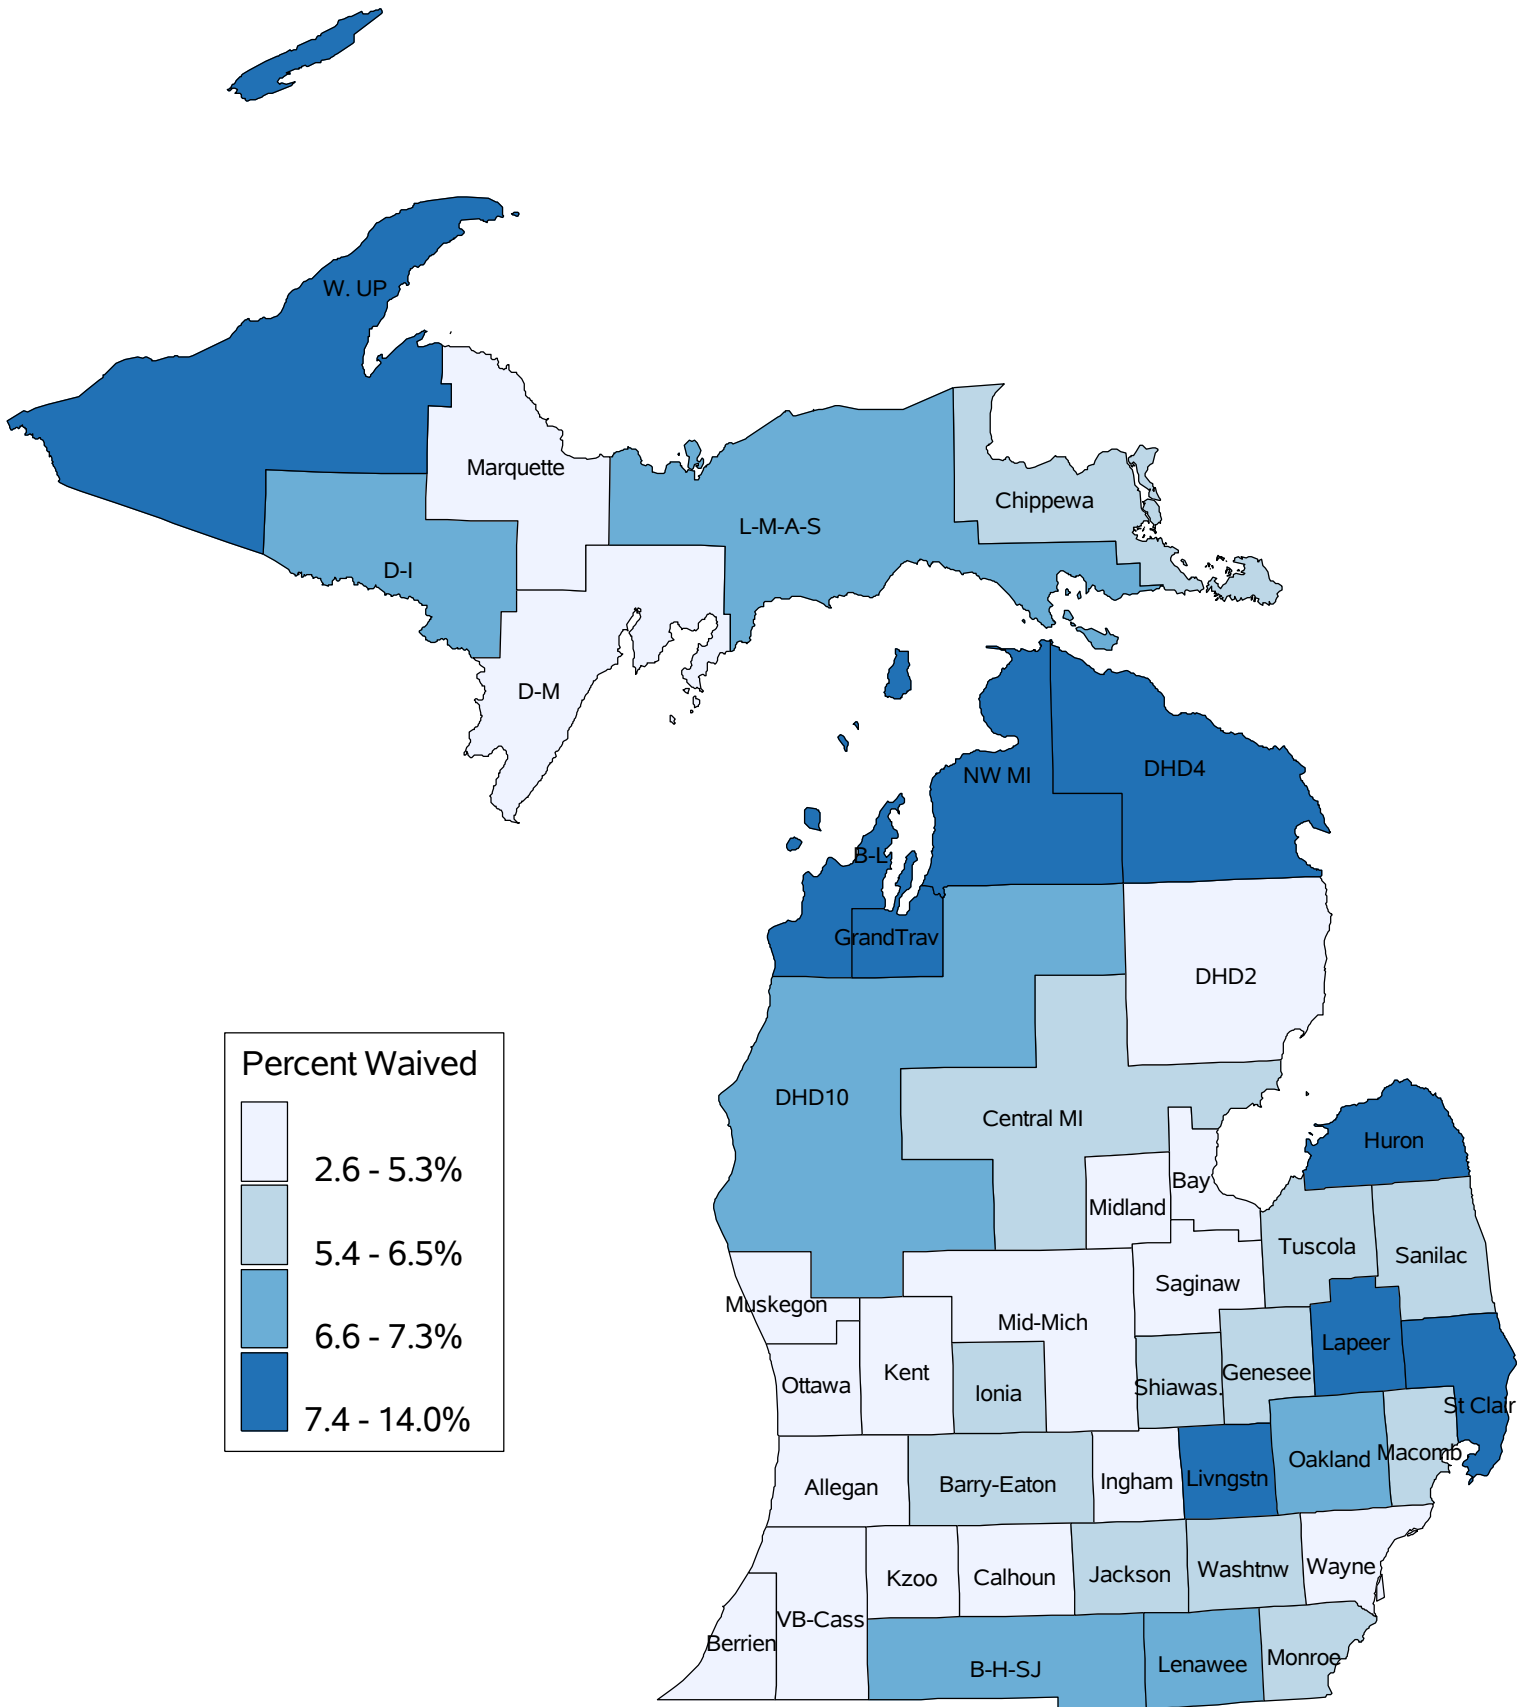 W. UP
Marquette
Chippewa
L-M-A-S
D-I
D-M
NW MI
DHD4
B-L
GrandTrav
DHD2
Percent Waived
2.6 - 5.3%
5.4 - 6.5%
6.6 - 7.3%
7.4 - 14.0%
DHD10
Central MI
Huron
Bay
Midland
Tuscola
Sanilac
Saginaw
Muskegon
Mid-Mich
Lapeer
Kent
Genesee
Ottawa
Ionia
Shiawas.
St Clair
Macomb
Oakland
Livngstn
Ingham
Barry-Eaton
Allegan
Wayne
Washtnw
Jackson
Calhoun
Kzoo
VB-Cass
Berrien
Monroe
Lenawee
B-H-SJ